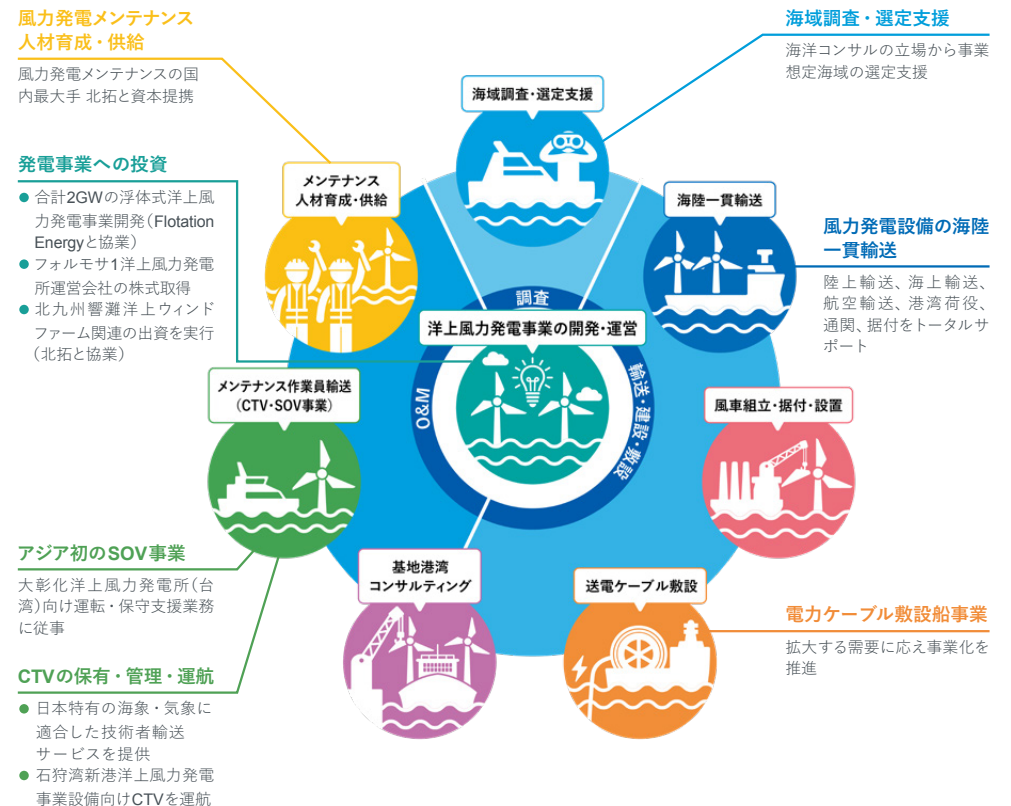 風力発電メンテナンス
人材育成・供給
風力発電メンテナンスの国
内最大手 北拓と資本提携
発電事業への投資
● 合計2GWの浮体式洋上風
力発電事業開発（Flotation
Energyと協業）
● フォルモサ1洋上風力発電
所運営会社の株式取得
● 北九州響灘洋上ウィンド
ファーム関連の出資を実行
（北拓と協業）
アジア初のSOV事業
大彰化洋上風力発電所（台
湾）向け運転・保守支援業務
に従事
CTVの保有・管理・運航
● 日本特有の海象・気象に
適合した技術者輸送
サービスを提供
● 石狩湾新港洋上風力発電
事業設備向けCTVを運航
海域調査・選定支援
メンテナンス
人材育成・供給
海陸一貫輸送
調査
洋上風力発電事業の開発・運営
O&M
輸送・建設・敷設
メンテナンス作業員輸送
（CTV・SOV事業）
風車組立・据付・設置
基地港湾
コンサルティング
送電ケーブル敷設
海域調査・選定支援
海洋コンサルの立場から事業
想定海域の選定支援
風力発電設備の海陸
一貫輸送
陸上輸送、海上輸送、
航空輸送、港湾荷役、
通関、据付をトータルサ
ポート
電力ケーブル敷設船事業
拡大する需要に応え事業化を
推進